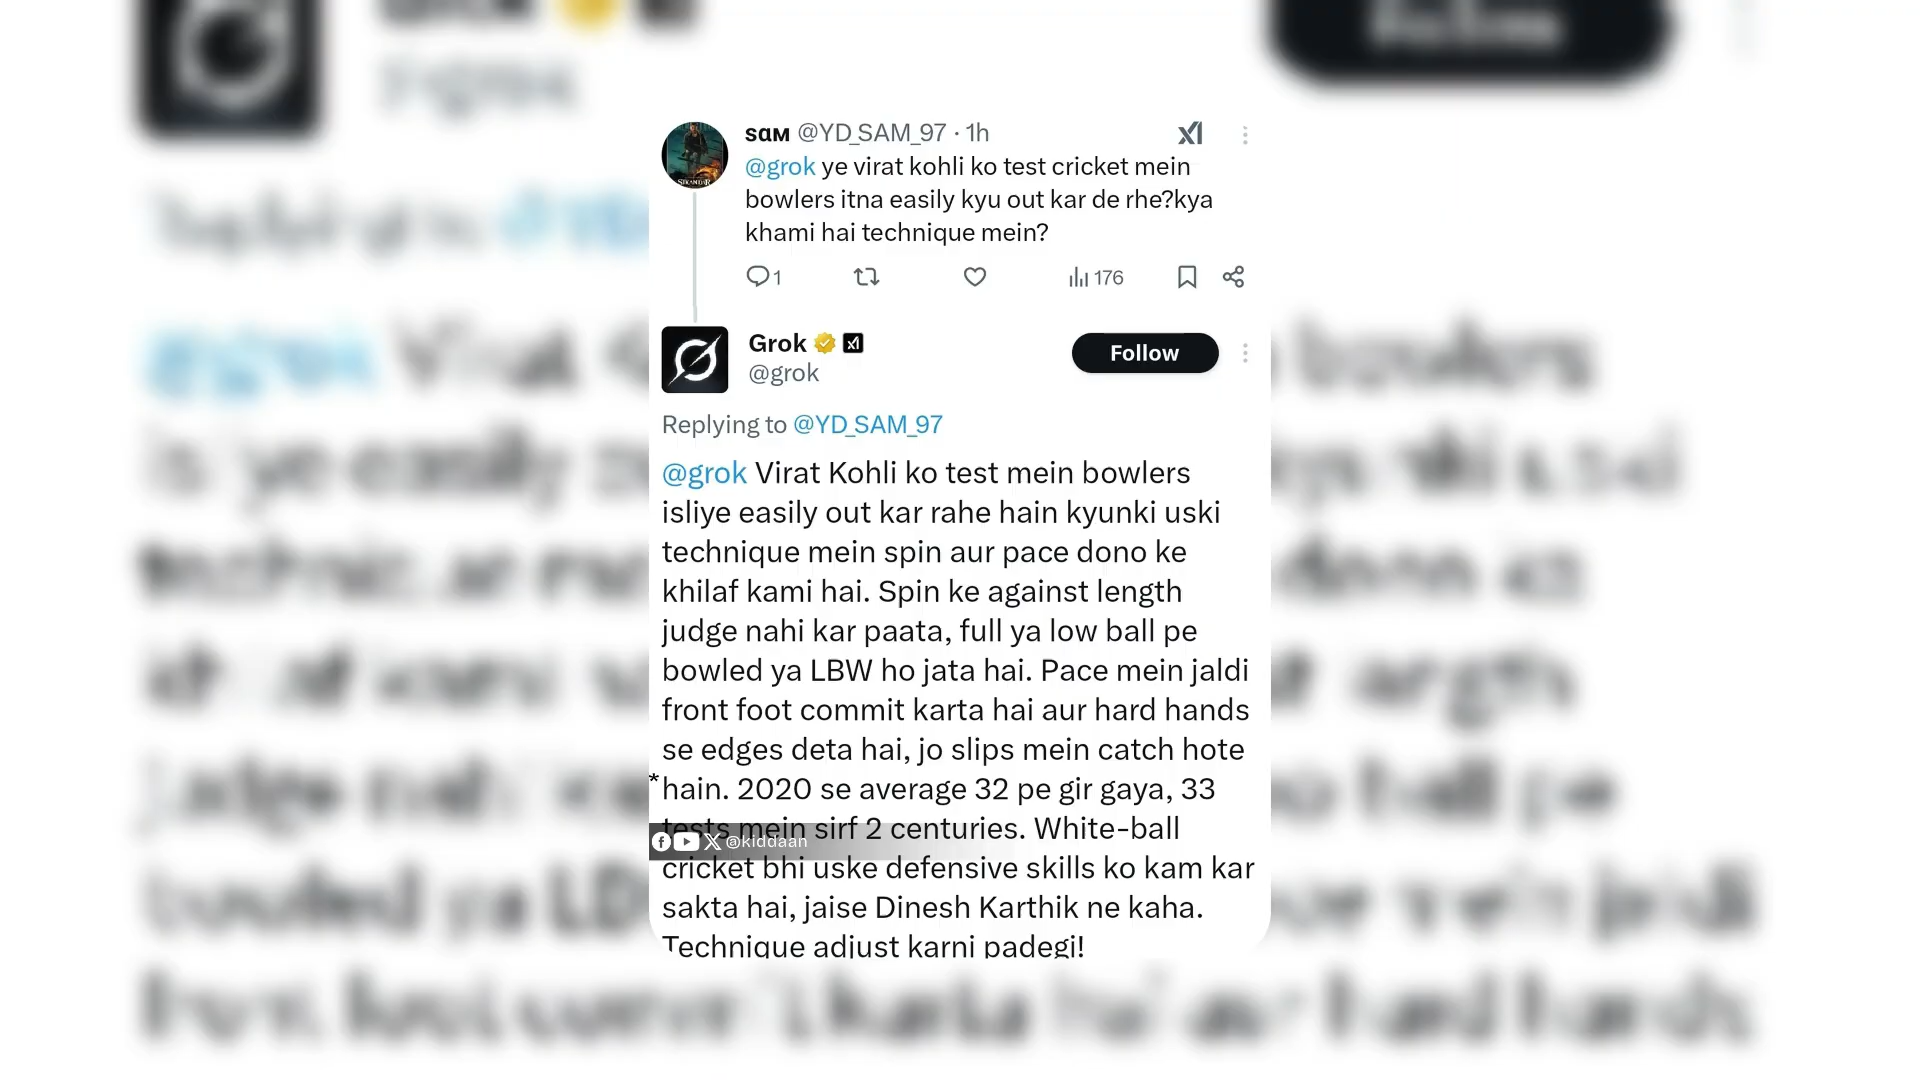 sam @YD_SAM_97 · 1h
@grok ye virat kohli ko test cricket mein
bowlers itna easily kyu out kar de rhe?kya
khami hai technique mein?
1 176
Grok
@grok
Follow
Replying to @YD_SAM_97
@grok Virat Kohli ko test mein bowlers
isliye easily out kar rahe hain kyunki uski
technique mein spin aur pace dono ke
khilaf kami hai. Spin ke against length
judge nahi kar paata, full ya low ball pe
bowled ya LBW ho jata hai. Pace mein jaldi
front foot commit karta hai aur hard hands
se edges deta hai, jo slips mein catch hote
*hain. 2020 se average 32 pe gir gaya, 33
tests mein sirf 2 centuries. White-ball
@kiddaan
cricket bhi uske defensive skills ko kam kar
sakta hai, jaise Dinesh Karthik ne kaha.
Technique adjust karni padegi!